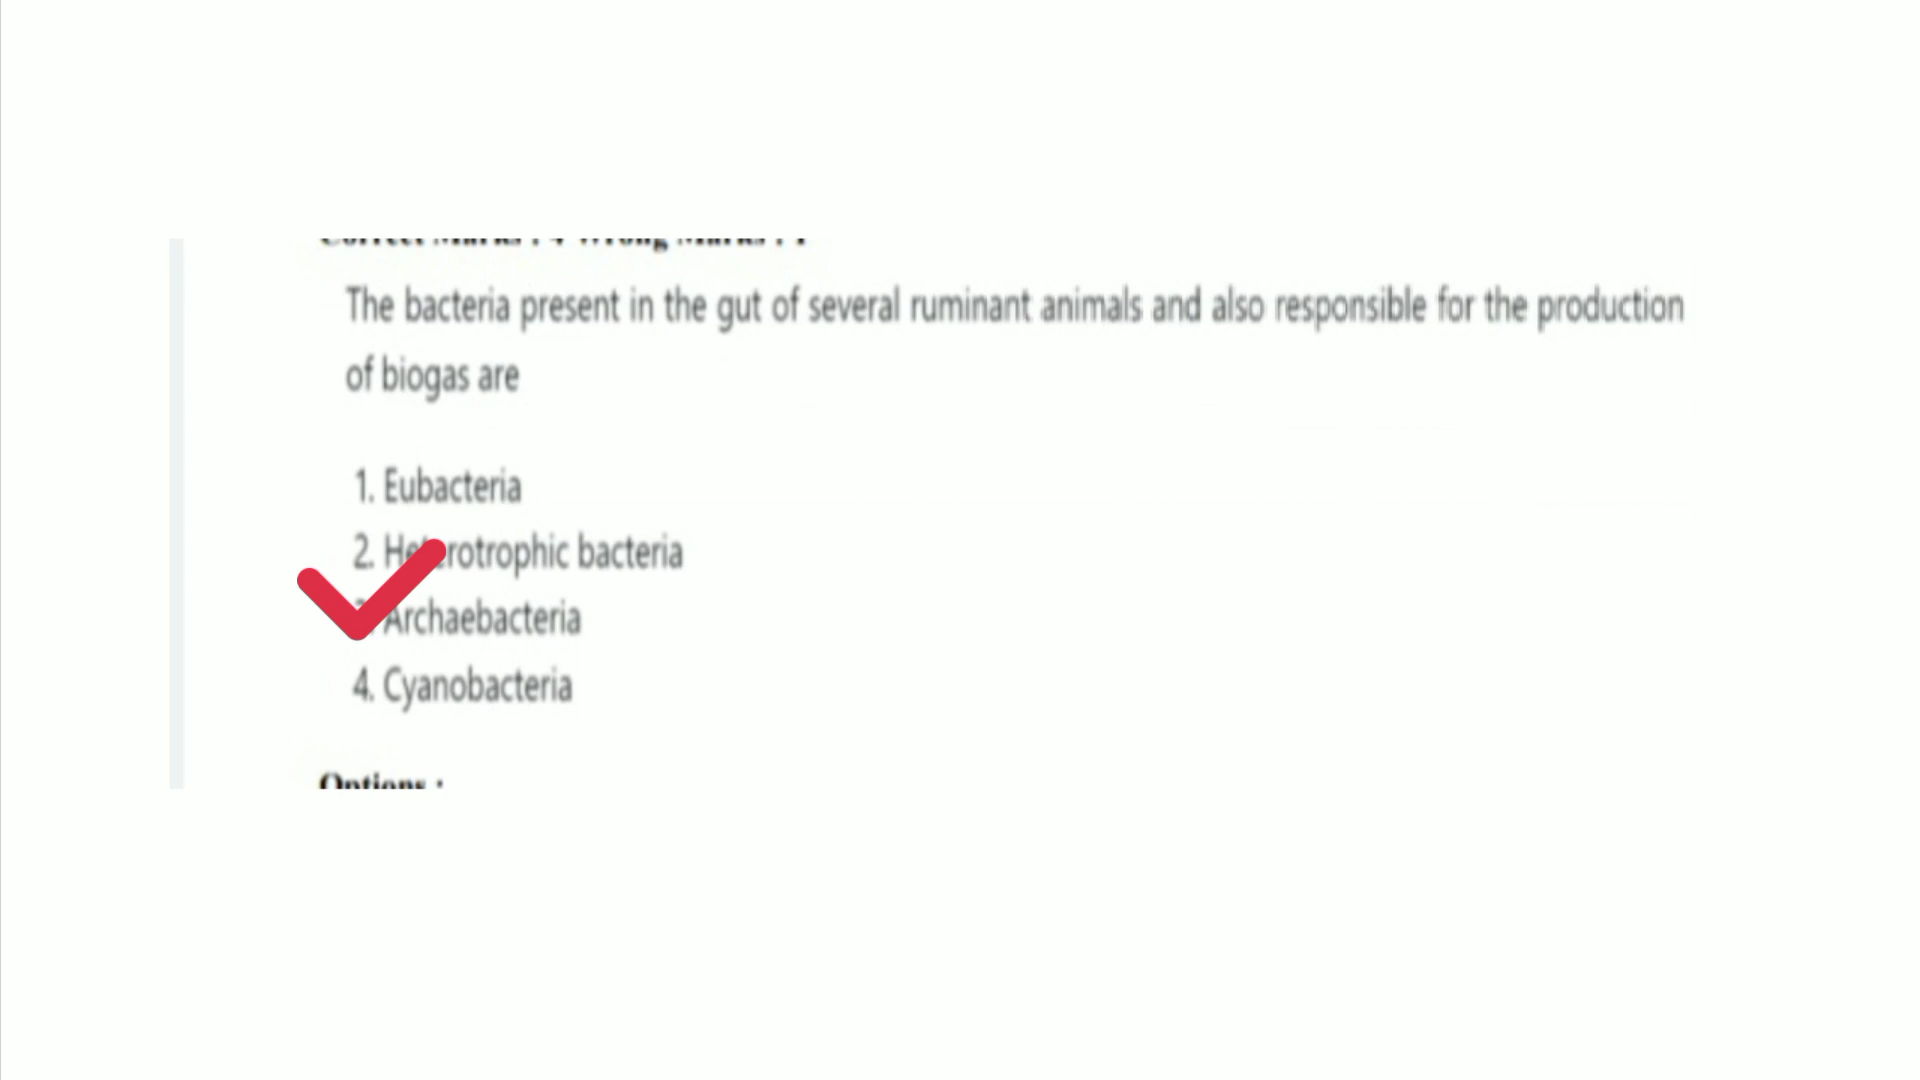 The bacteria present in the gut of several ruminant animals and also responsible for the production
of biogas are
1. Eubacteria
2. Heterotrophic bacteria
Archaebacteria
4. Cyanobacteria
Options :